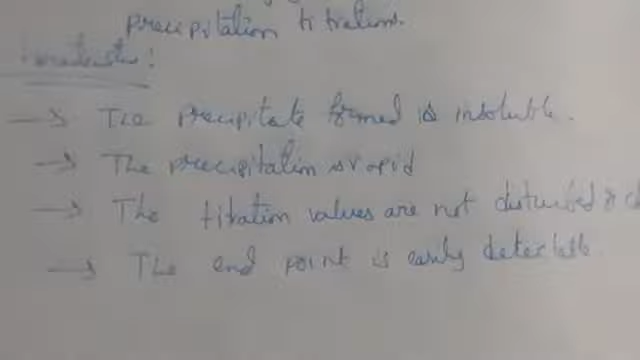 precipitation titrations.
→ The precipitate formed is insoluble.
→ The precipitation is rapid
→ The titration values are not disturbed &
→ The end point is easily detectable.